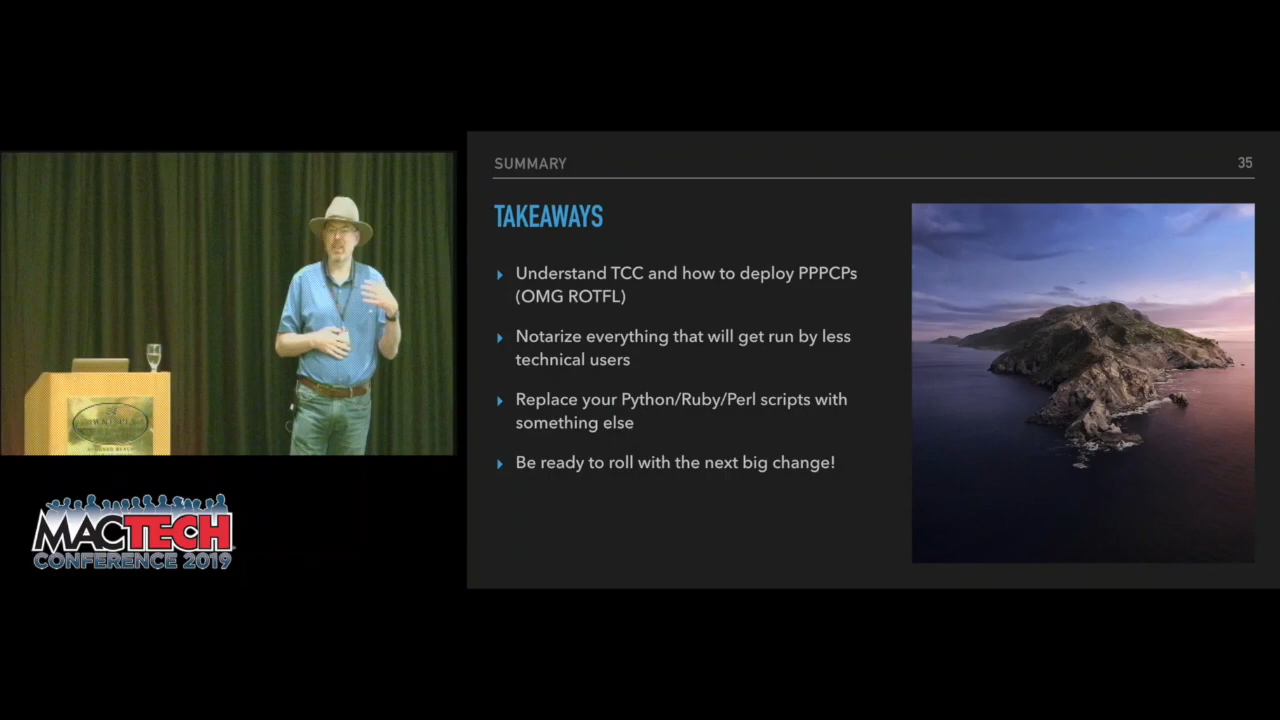 SUMMARY
35
TAKEAWAYS
Understand TCC and how to deploy PPPCPs
(OMG ROTFL)
Notarize everything that will get run by less
technical users
Replace your Python/Ruby/Perl scripts with
something else
Be ready to roll with the next big change!
MACTECH
CONFERENCE 2019